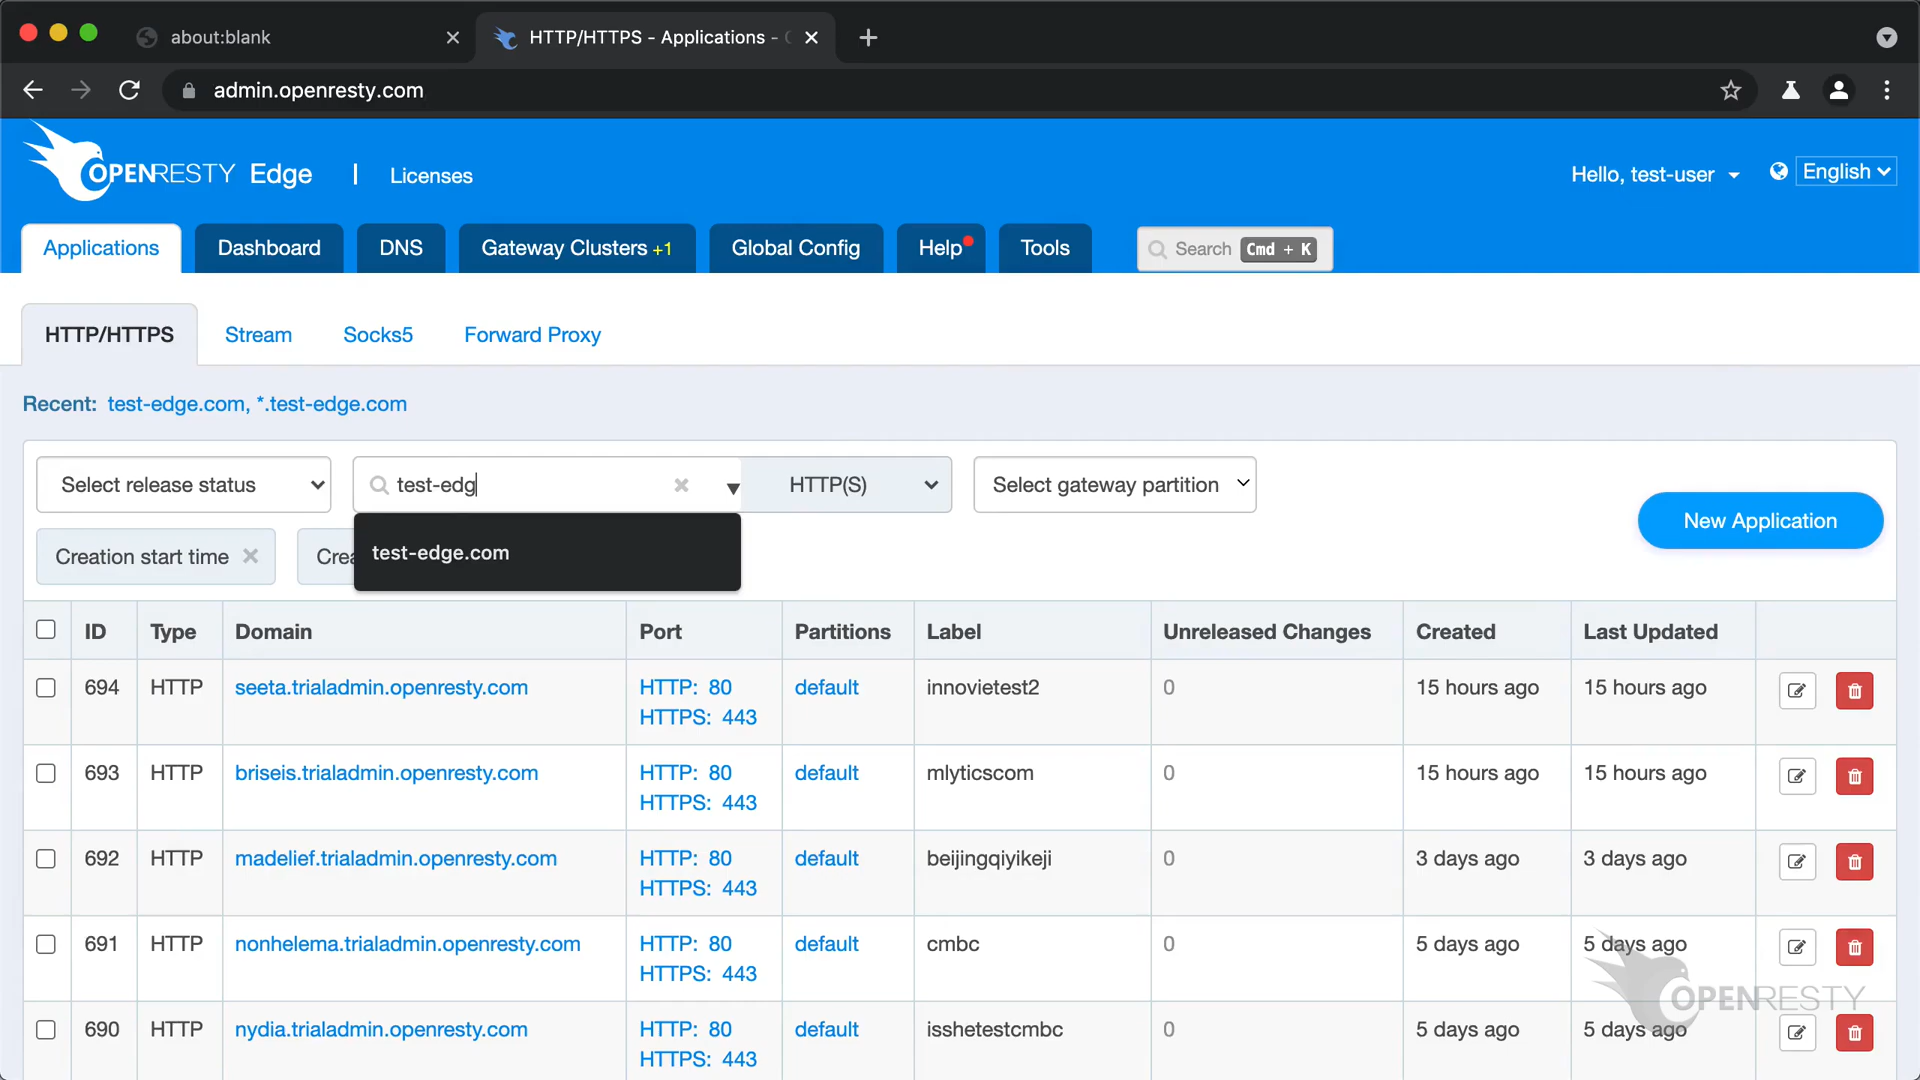 about:blank
HTTP/HTTPS - Applications -
admin.openresty.com
OPENRESTY Edge | Licenses
Hello, test-user
English
Applications
Dashboard
DNS
Gateway Clusters +1
Global Config
Help
Tools
Search Cmd + K
HTTP/HTTPS
Stream
Socks5
Forward Proxy
Recent: test-edge.com, *.test-edge.com
Select release status
test-edg
HTTP(S)
Select gateway partition
New Application
Creation start time
Crea
test-edge.com
ID Type Domain Port Partitions Label Unreleased Changes Created Last Updated
694 HTTP seeta.trialadmin.openresty.com HTTP: 80 default innovietest2 0 15 hours ago 15 hours ago
HTTPS: 443
693 HTTP briseis.trialadmin.openresty.com HTTP: 80 default mlyticscom 0 15 hours ago 15 hours ago
HTTPS: 443
692 HTTP madelief.trialadmin.openresty.com HTTP: 80 default beijingqiyikeji 0 3 days ago 3 days ago
HTTPS: 443
691 HTTP nonhelema.trialadmin.openresty.com HTTP: 80 default cmbc 0 5 days ago 5 days ago
HTTPS: 443
OPENRESTY
690 HTTP nydia.trialadmin.openresty.com HTTP: 80 default isshetestcmbc 0 5 days ago 5 days ago
HTTPS: 443